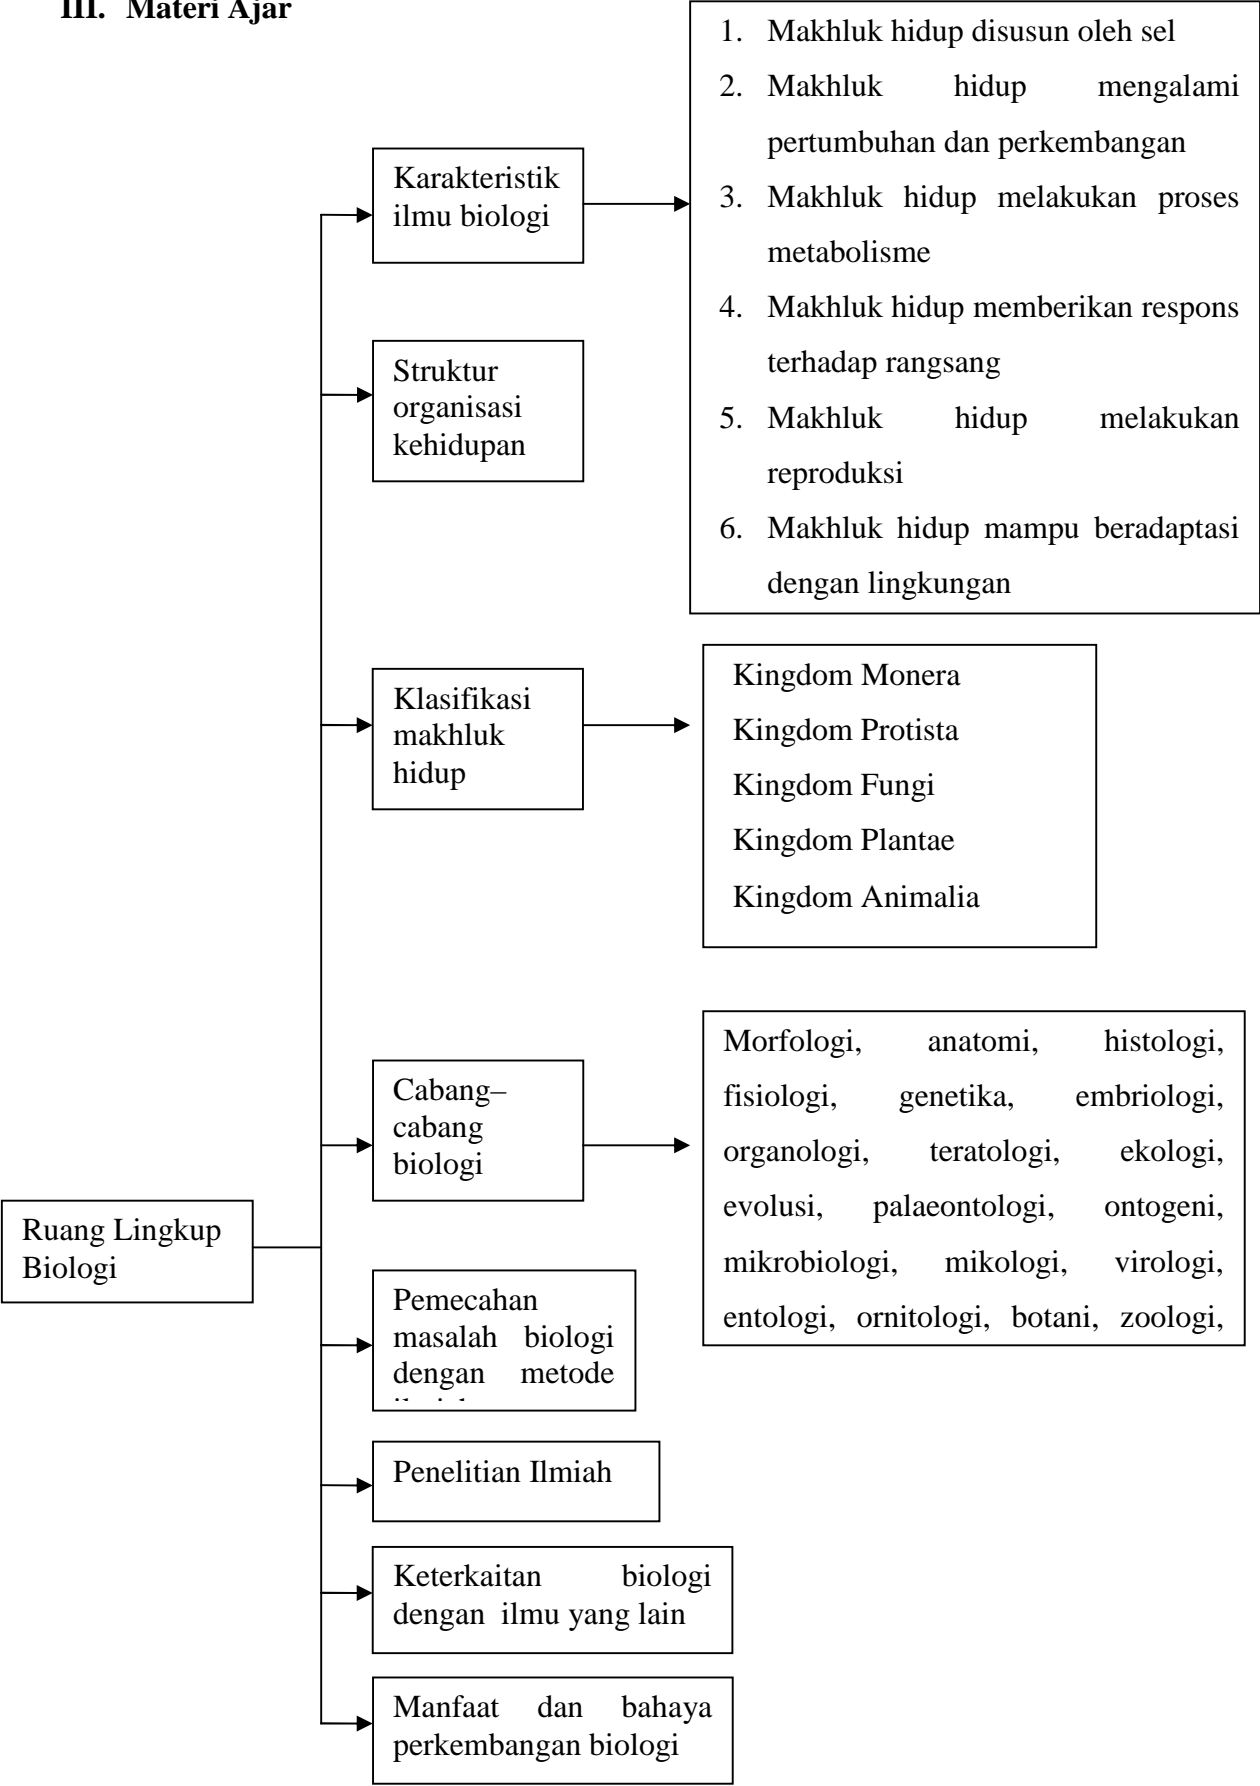 III. Materi Ajar
1. Makhluk hidup disusun oleh sel
2. Makhluk hidup mengalami
pertumbuhan dan perkembangan
3. Makhluk hidup melakukan proses
metabolisme
4. Makhluk hidup memberikan respons
terhadap rangsang
5. Makhluk hidup melakukan
reproduksi
6. Makhluk hidup mampu beradaptasi
dengan lingkungan
Karakteristik
ilmu biologi
Struktur
organisasi
kehidupan
Klasifikasi
makhluk
hidup
Kingdom Monera
Kingdom Protista
Kingdom Fungi
Kingdom Plantae
Kingdom Animalia
Cabang–
cabang
biologi
Morfologi, anatomi, histologi,
fisiologi, genetika, embriologi,
organologi, teratologi, ekologi,
evolusi, palaeontologi, ontogeni,
mikrobiologi, mikologi, virologi,
entologi, ornitologi, botani, zoologi,
Ruang Lingkup
Biologi
Pemecahan
masalah biologi
dengan metode
Penelitian Ilmiah
Keterkaitan biologi
dengan ilmu yang lain
Manfaat dan bahaya
perkembangan biologi